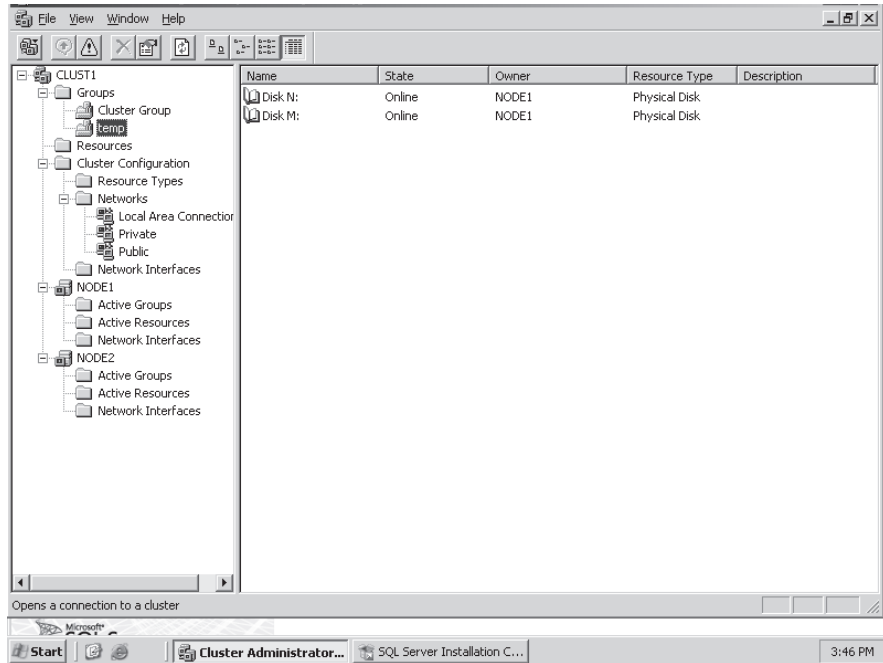 File View Window Help
CLUST1
Groups
Cluster Group
temp
Resources
Cluster Configuration
Resource Types
Networks
Local Area Connection
Private
Public
Network Interfaces
NODE1
Active Groups
Active Resources
Network Interfaces
NODE2
Active Groups
Active Resources
Network Interfaces
Name State Owner Resource Type Description
Disk N: Online NODE1 Physical Disk
Disk M: Online NODE1 Physical Disk
Opens a connection to a cluster
Microsoft
Start Cluster Administrator... SQL Server Installation C... 3:46 PM